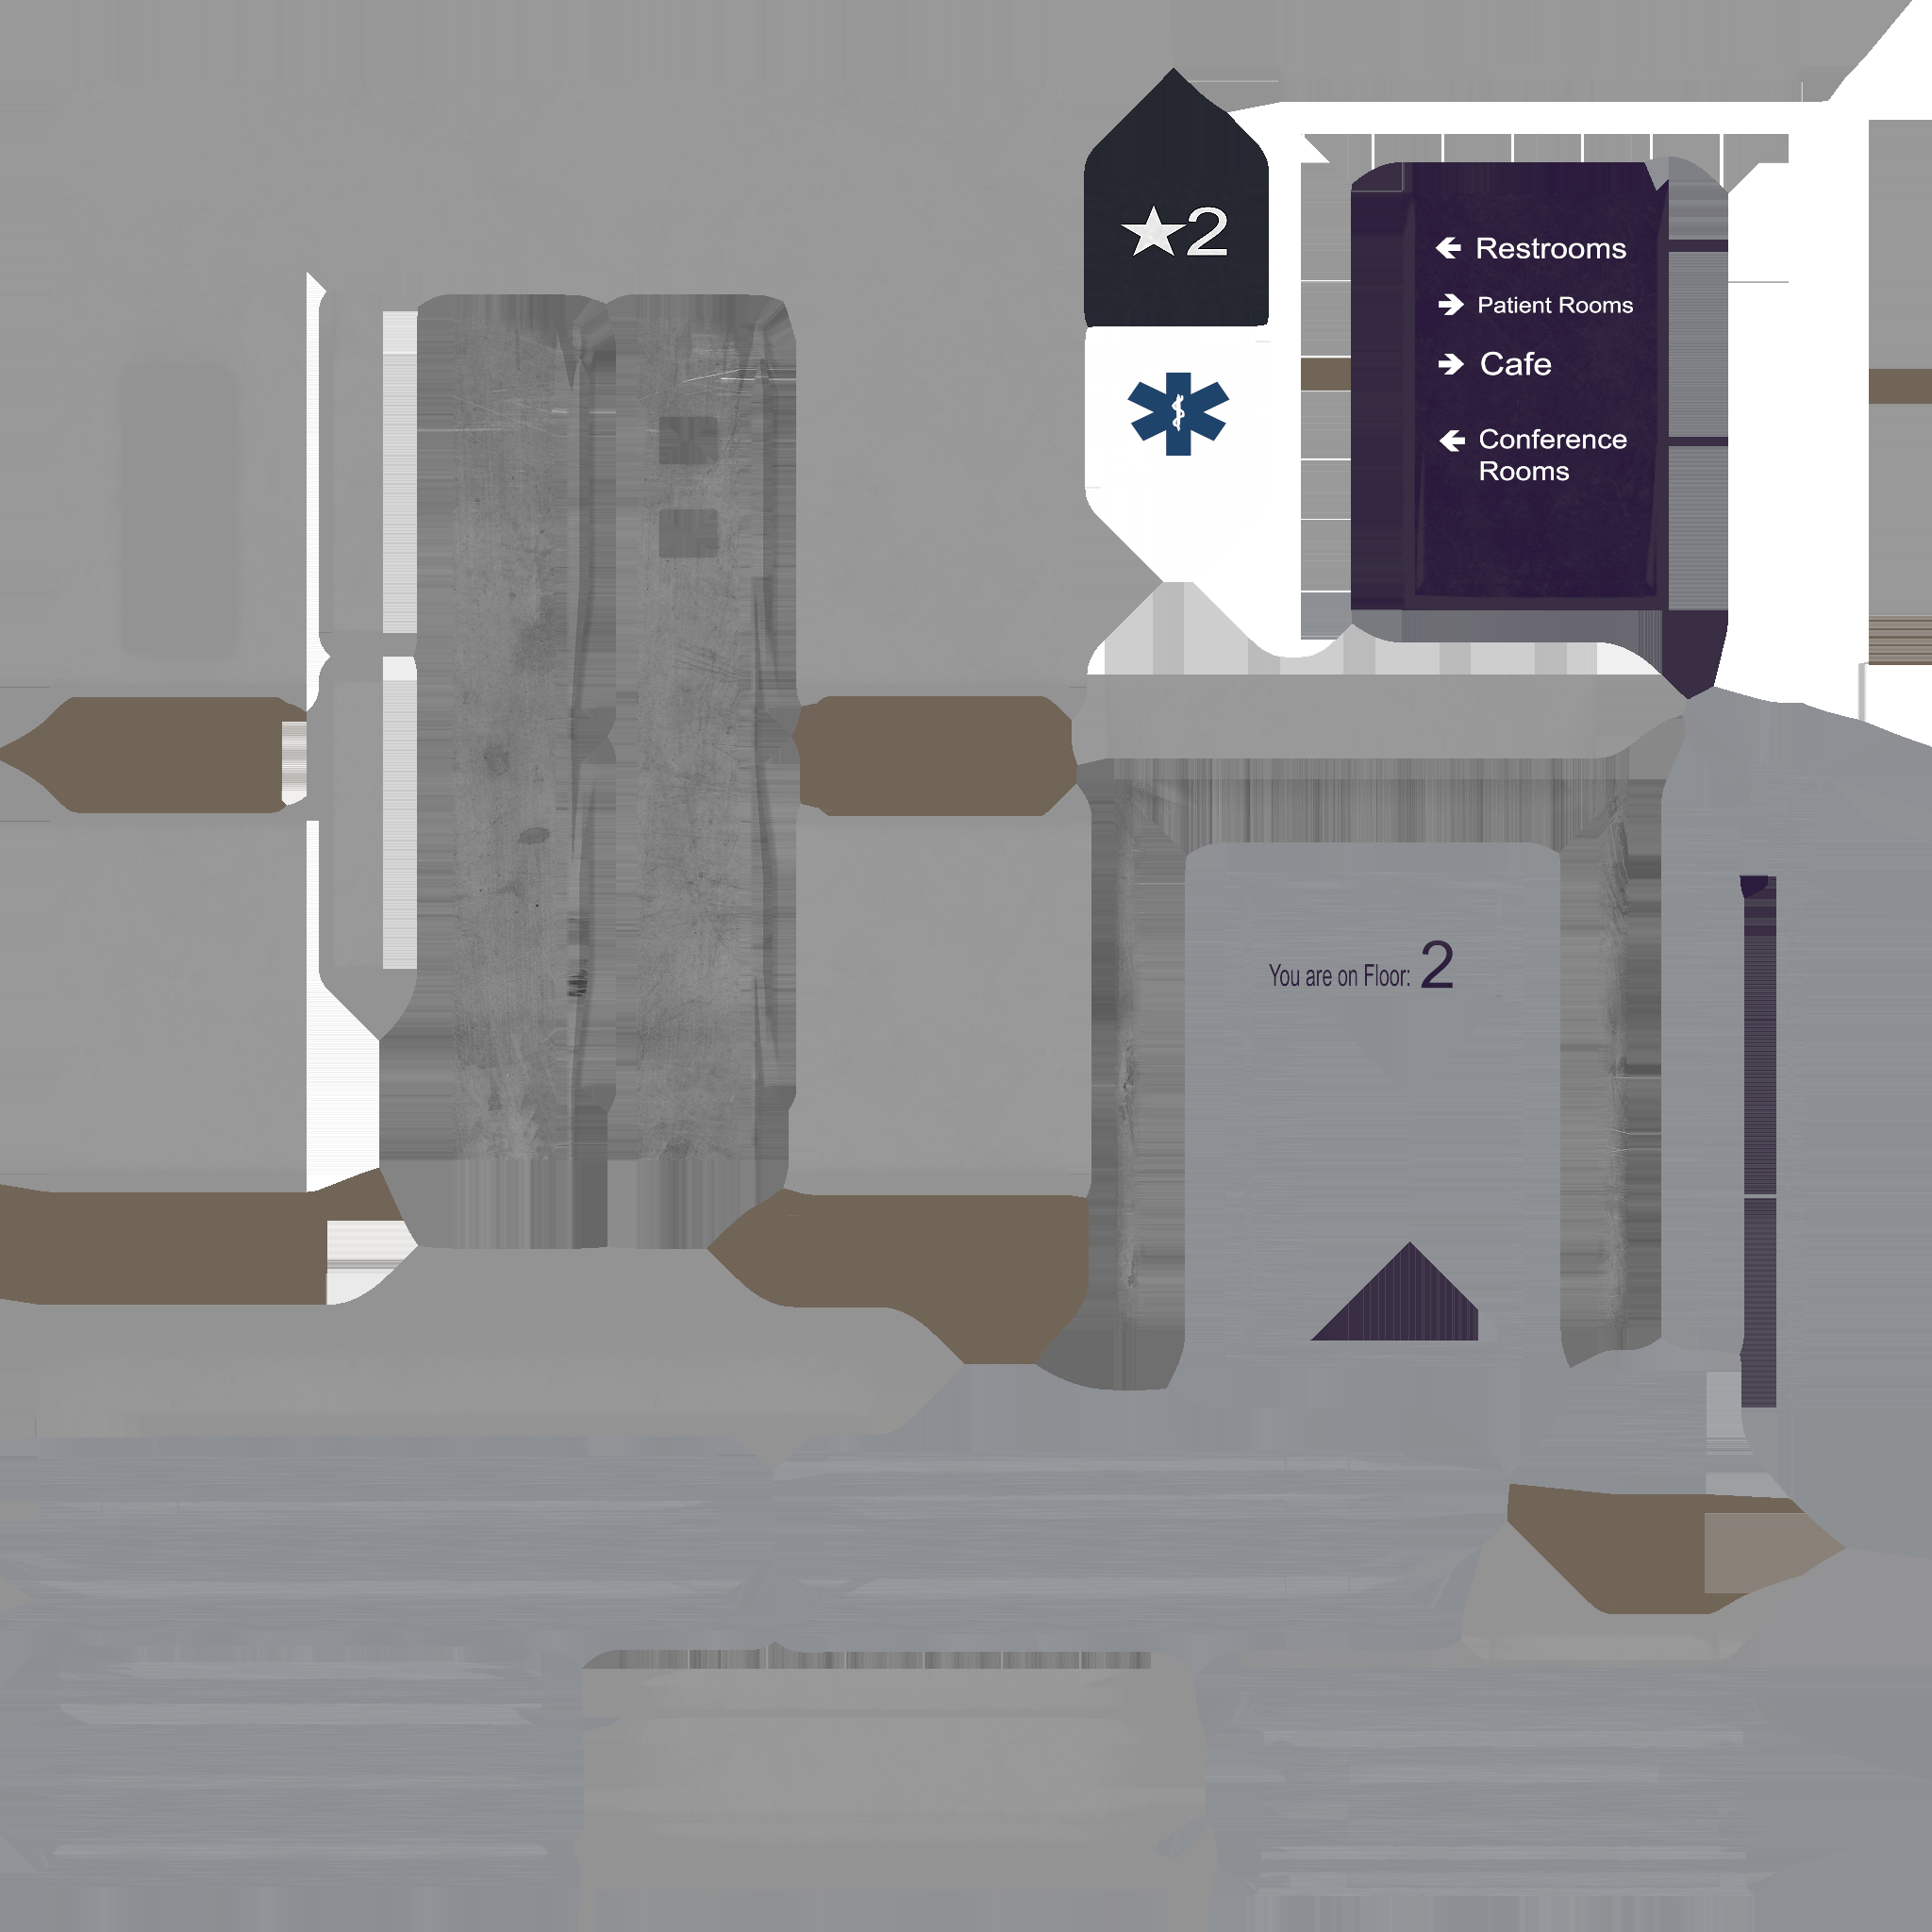 ★2
← Restrooms
→ Patient Rooms
→ Cafe
← Conference
Rooms
You are on Floor: 2